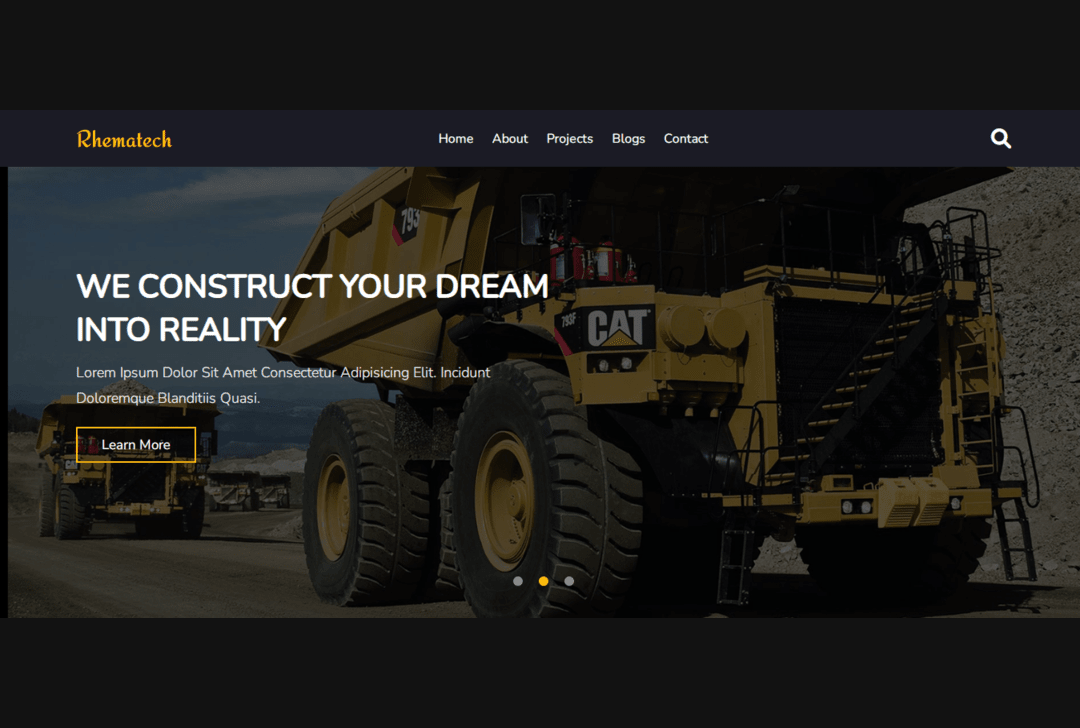 Rhematech
Home About Projects Blogs Contact
793
WE CONSTRUCT YOUR DREAM
INTO REALITY
793F
CAT
Lorem Ipsum Dolor Sit Amet Consectetur Adipisicing Elit. Incidunt
Doloremque Blanditiis Quasi.
Learn More
CAT